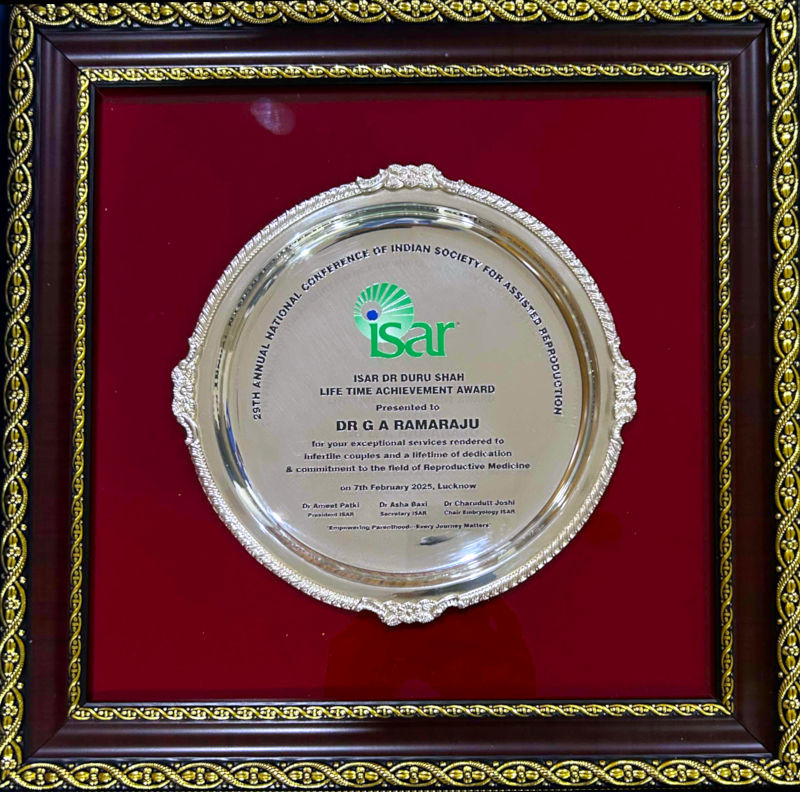 29TH ANNUAL NATIONAL CONFERENCE OF INDIAN SOCIETY FOR ASSISTED REPRODUCTION
isar
ISAR DR DURU SHAH
LIFE TIME ACHIEVEMENT AWARD
Presented to
DR G A RAMARAJU
for your exceptional services rendered to
infertile couples and a lifetime of dedication
& commitment to the field of Reproductive Medicine
on 7th February 2025, Lucknow
Dr Ameet Patki Dr Asha Baxi Dr Charudutt Joshi
President ISAR Secretary ISAR Chair Embryology ISAR
"Empowering Parenthood--Every Journey Matters"